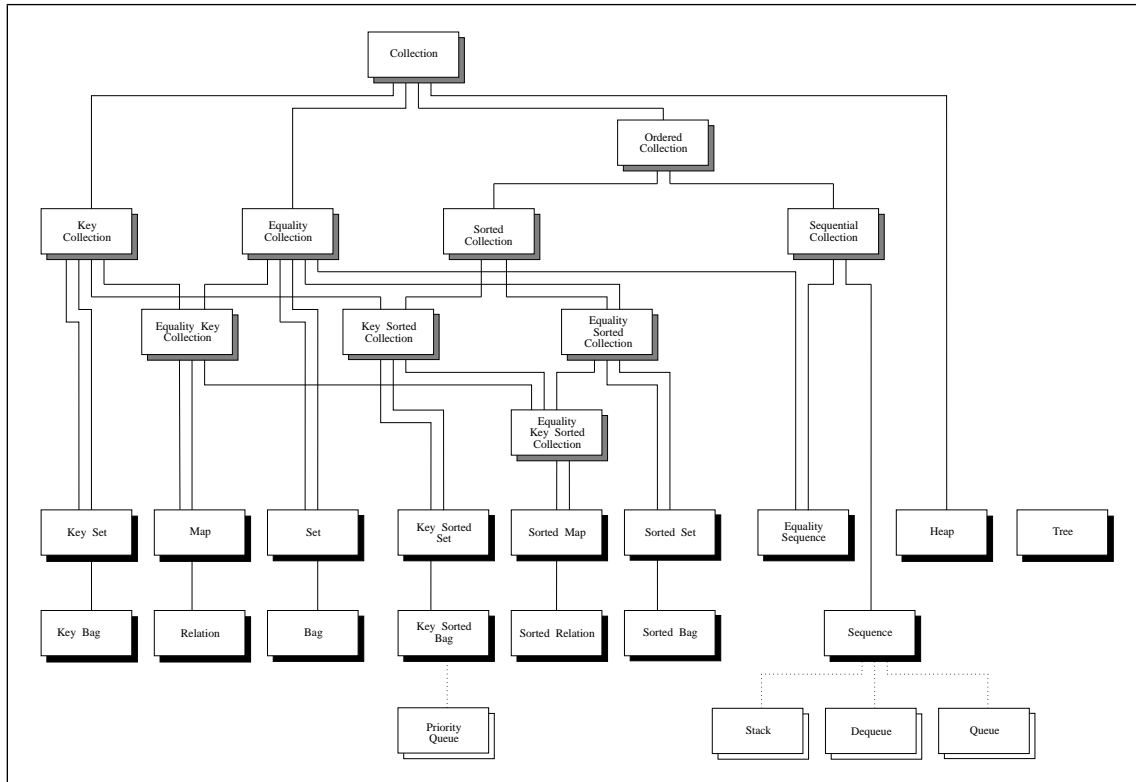 Collection
Ordered
Collection
Key
Collection
Equality
Collection
Sorted
Collection
Sequential
Collection
Equality Key
Collection
Key Sorted
Collection
Equality
Sorted
Collection
Equality
Key Sorted
Collection
Key Set
Map
Set
Key Sorted
Set
Sorted Map
Sorted Set
Equality
Sequence
Heap
Tree
Key Bag
Relation
Bag
Key Sorted
Bag
Sorted Relation
Sorted Bag
Sequence
Priority
Queue
Stack
Dequeue
Queue